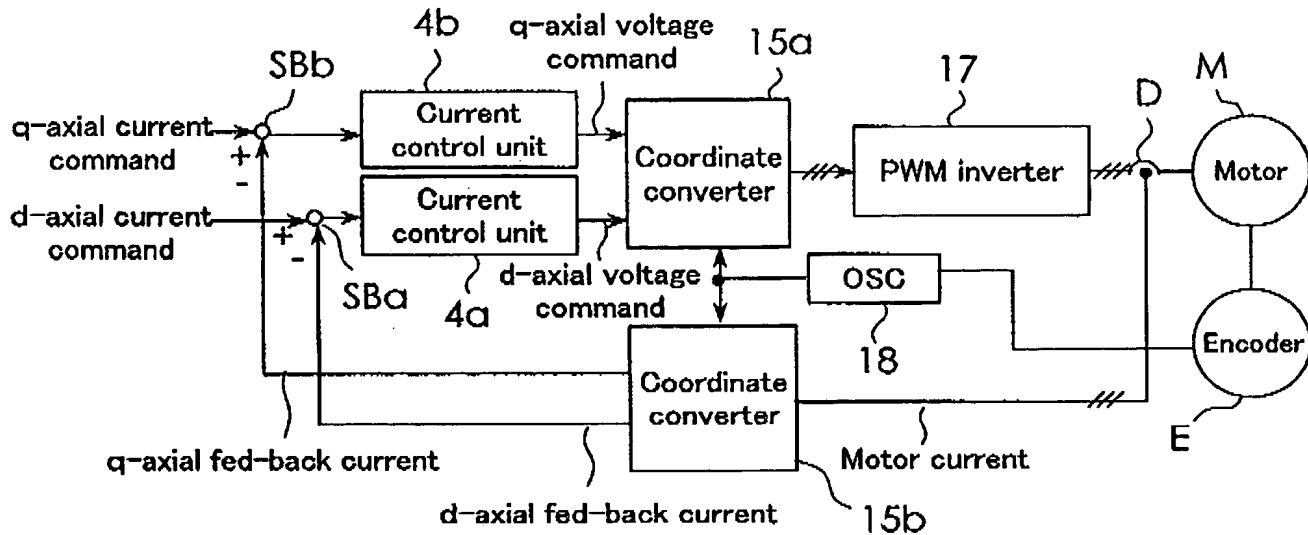 4b
q-axial voltage
command
15a
17
D
M
SBb
q-axial current
command
+
-
Current
control unit
Coordinate
converter
PWM inverter
Motor
d-axial current
command
+
-
Current
control unit
SBa
4a
d-axial voltage
command
OSC
18
Encoder
E
Coordinate
converter
q-axial fed-back current
Motor current
d-axial fed-back current
15b